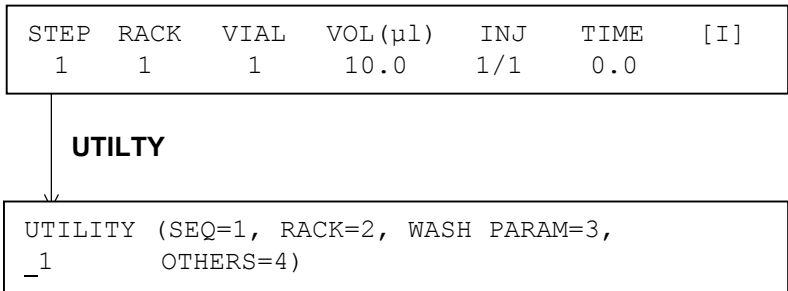 STEP RACK VIAL VOL(µl) INJ TIME [I]
1 1 1 10.0 1/1 0.0
UTILTY
UTILITY (SEQ=1, RACK=2, WASH PARAM=3,
_1 OTHERS=4)